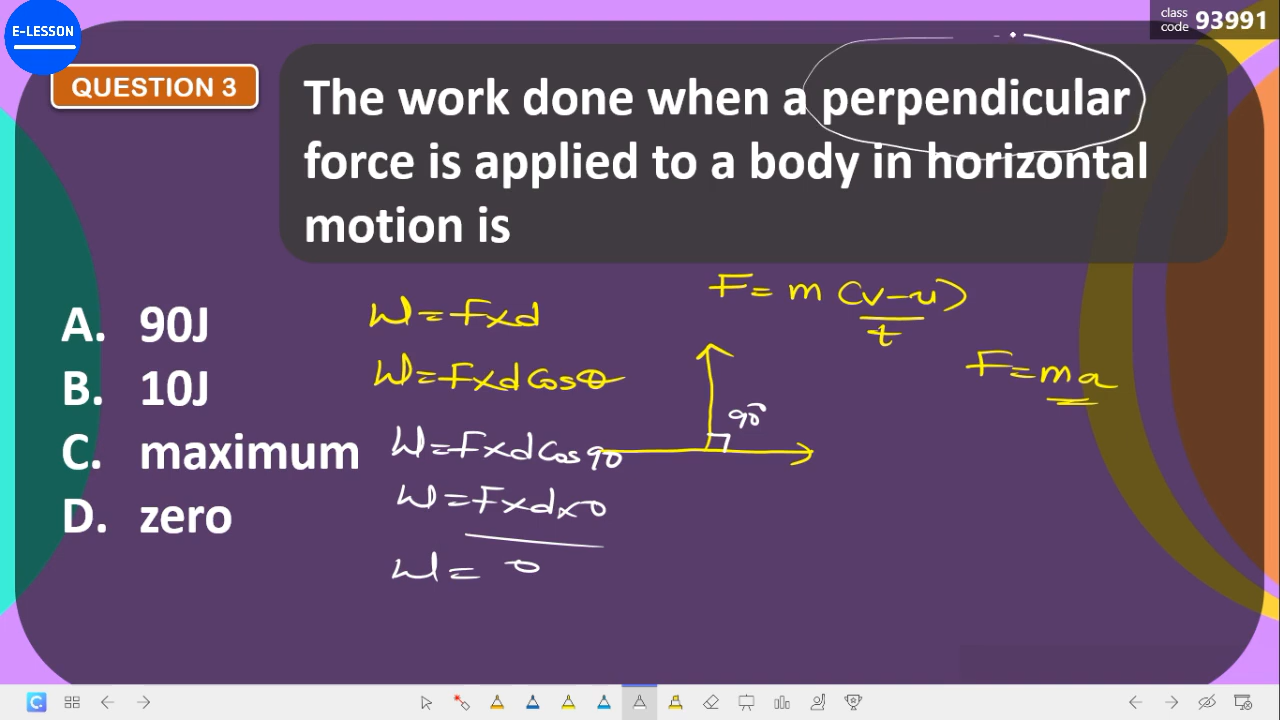 E-LESSON
class code 93991
QUESTION 3
The work done when a perpendicular
force is applied to a body in horizontal
motion is
A. 90J
B. 10J
C. maximum
D. zero
W = F×d
W = F×d Cosθ
W = F×d Cos 90
W = F×d×0
W = 0
F = m (v-u)
t
F = ma
90°